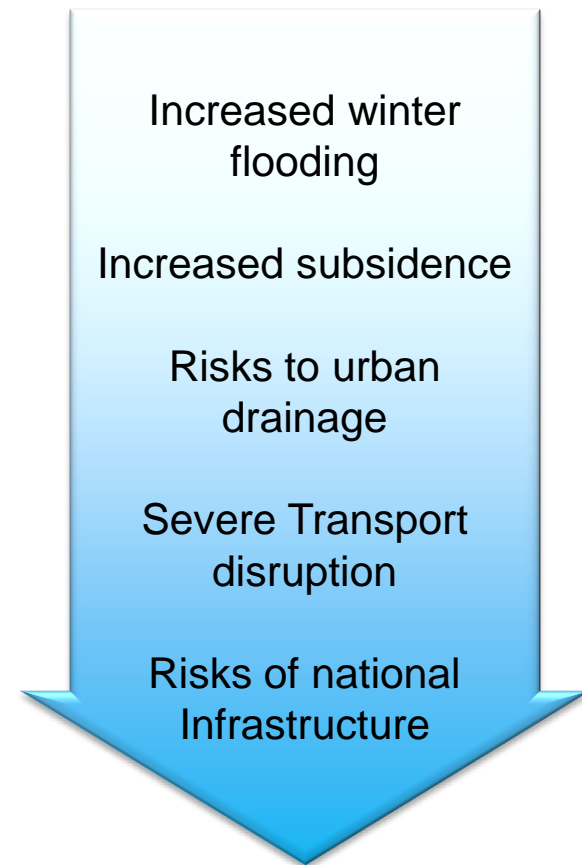 Increased winter
flooding
Increased subsidence
Risks to urban
drainage
Severe Transport
disruption
Risks of national
Infrastructure